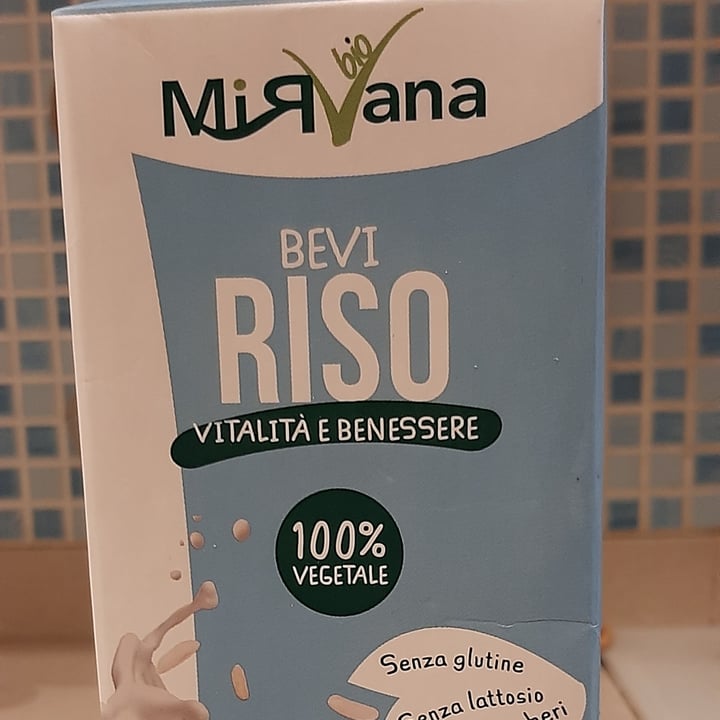 bio
MiRVana
BEVI
RISO
VITALITÀ E BENESSERE
100%
VEGETALE
Senza glutine
Senza lattosio